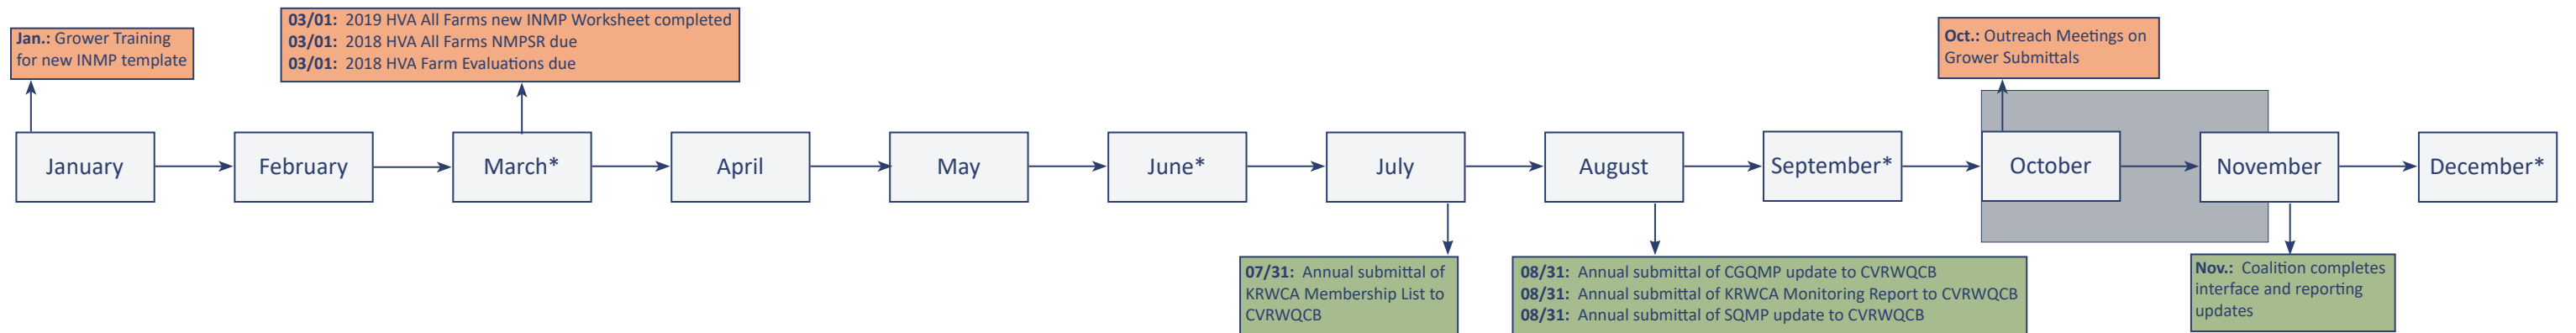 03/01: 2019 HVA All Farms new INMP Worksheet completed
03/01: 2018 HVA All Farms NMPSR due
03/01: 2018 HVA Farm Evaluations due
Jan.: Grower Training
for new INMP template
Oct.: Outreach Meetings on
Grower Submittals
January
February
March*
April
May
June*
July
August
September*
October
November
December*
07/31: Annual submittal of
KRWCA Membership List to
CVRWQCB
08/31: Annual submittal of CGQMP update to CVRWQCB
08/31: Annual submittal of KRWCA Monitoring Report to CVRWQCB
08/31: Annual submittal of SQMP update to CVRWQCB
Nov.: Coalition completes
interface and reporting
updates